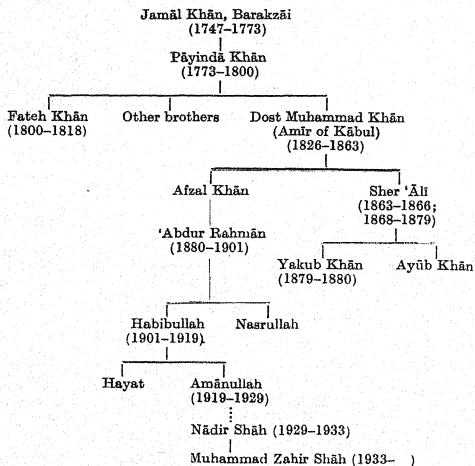 Jamāl Khān, Barakzāi
(1747–1773)
Pāyindā Khān
(1773–1800)
Fateh Khān Other brothers Dost Muhammad Khān
(1800–1818) (Amīr of Kābul)
(1826–1863)
Afzal Khān Sher ‘Ālī
(1863–1866;
1868–1879)
‘Abdur Rahmān
(1880–1901)
Yakub Khān Ayūb Khān
(1879–1880)
Habibullah Nasrullah
(1901–1919)
Hayat Amānullah
(1919–1929)
Nādir Shāh (1929–1933)
Muhammad Zahir Shāh (1933– )